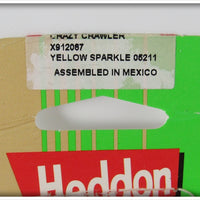 CRAZY CRAWLER
X912067
YELLOW SPARKLE 05211
ASSEMBLED IN MEXICO
Heddon